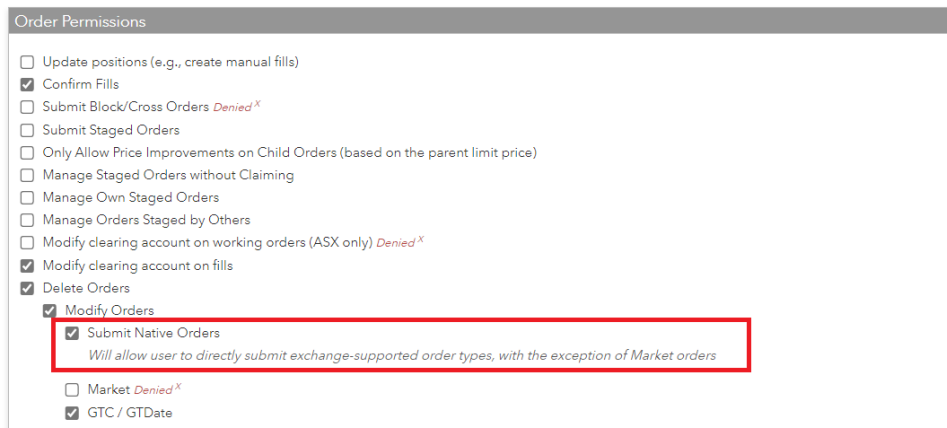 Order Permissions
Update positions (e.g., create manual fills)
Confirm Fills
Submit Block/Cross Orders Denied X
Submit Staged Orders
Only Allow Price Improvements on Child Orders (based on the parent limit price)
Manage Staged Orders without Claiming
Manage Own Staged Orders
Manage Orders Staged by Others
Modify clearing account on working orders (ASX only) Denied X
Modify clearing account on fills
Delete Orders
Modify Orders
Submit Native Orders
Will allow user to directly submit exchange-supported order types, with the exception of Market orders
Market Denied X
GTC / GTDate